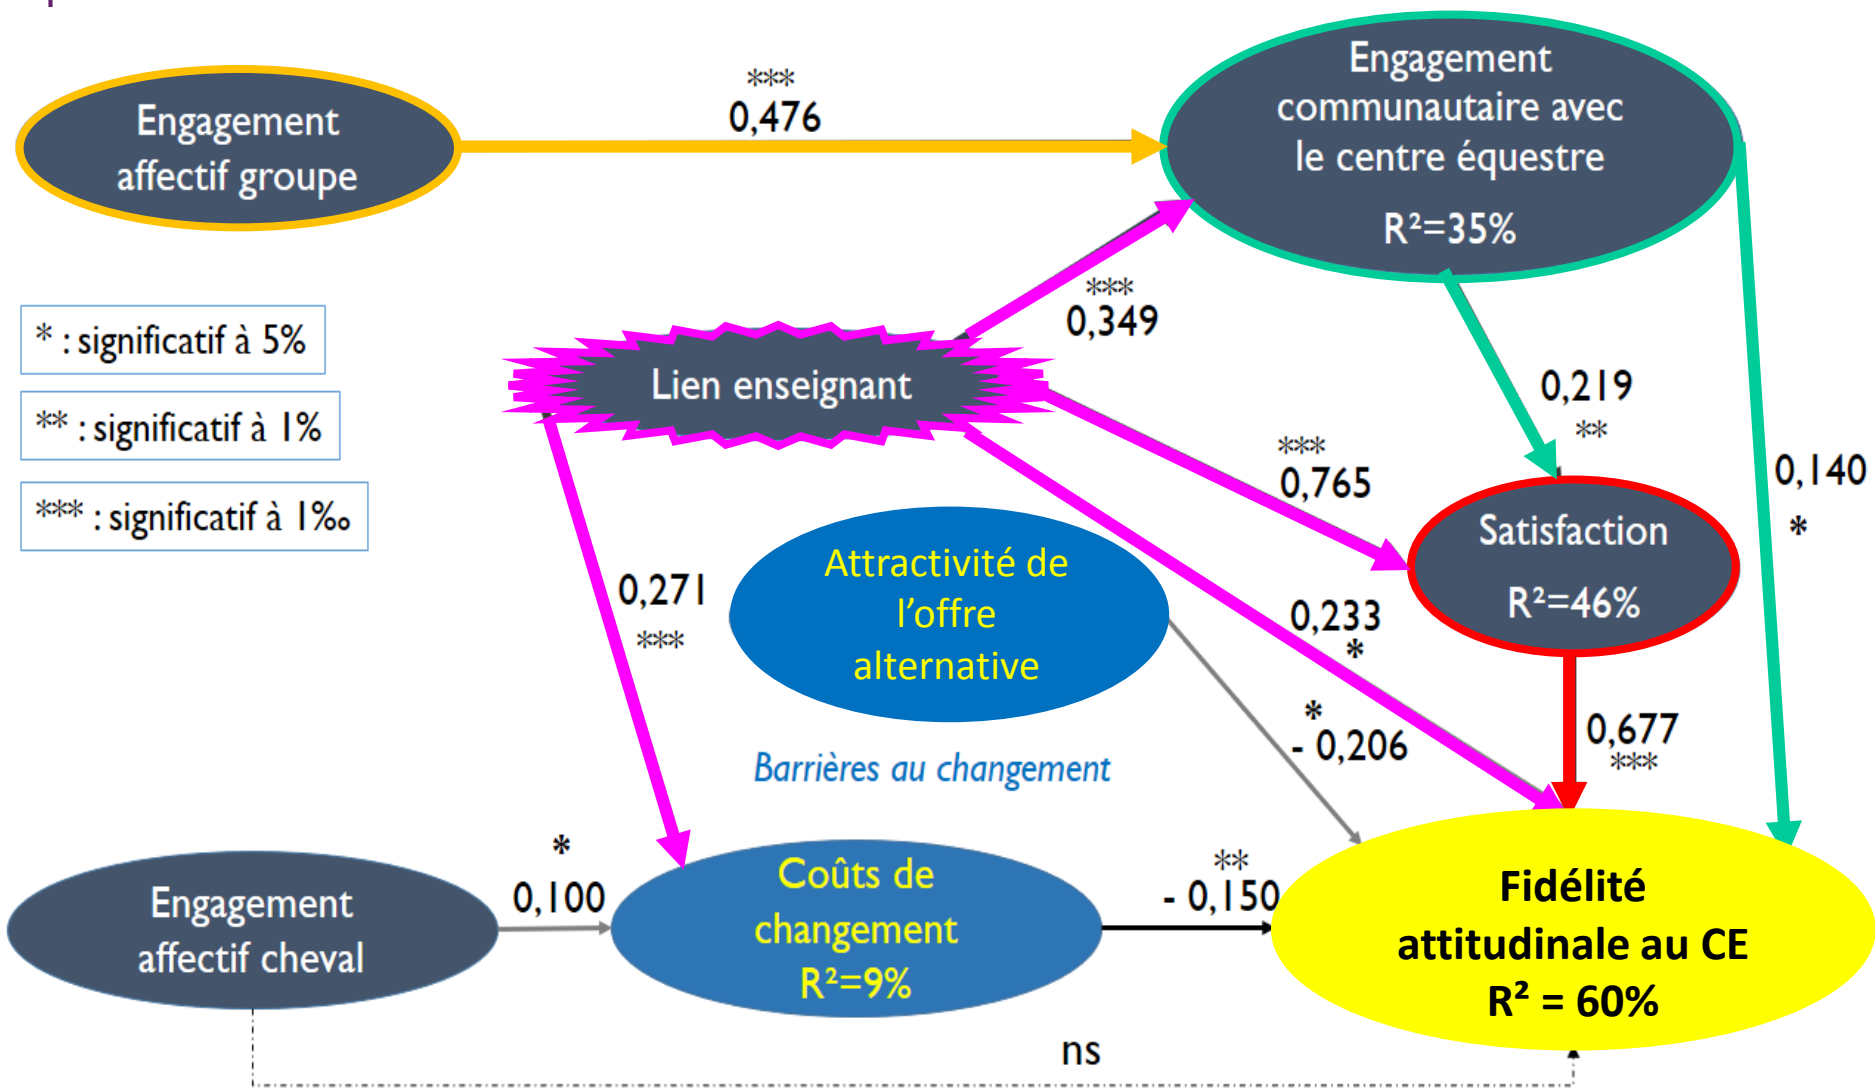 ***
0,476
Engagement
affectif groupe
Engagement
communautaire avec
le centre équestre
R²=35%
* : significatif à 5%
** : significatif à 1%
*** : significatif à 1‰
***
0,349
Lien enseignant
0,219
**
***
0,765
0,140
*
Satisfaction
R²=46%
Attractivité de
l’offre
alternative
0,271
***
0,233
*
*
- 0,206
0,677
***
Barrières au changement
*
0,100
Engagement
affectif cheval
Coûts de
changement
R²=9%
**
- 0,150
Fidélité
attitudinale au CE
R² = 60%
ns